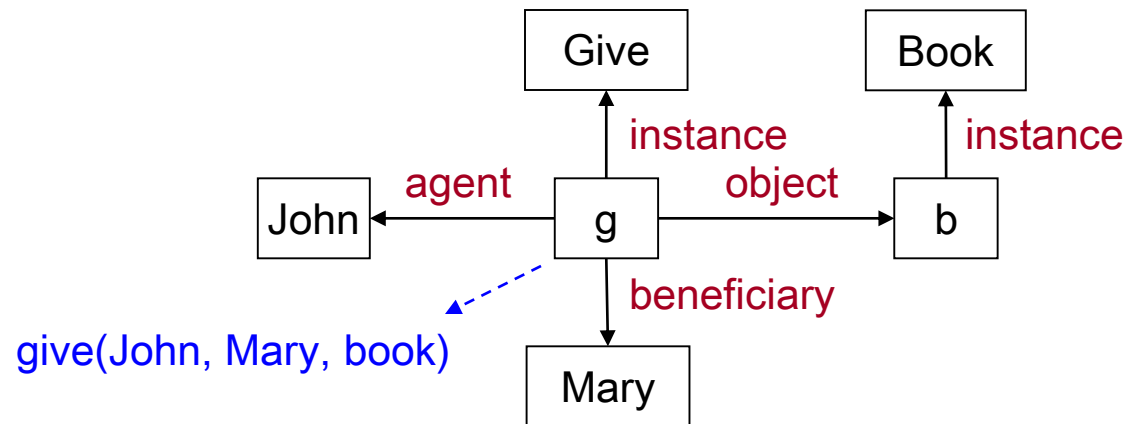 Give
Book
instance
instance
agent
object
John
g
b
beneficiary
give(John, Mary, book)
Mary